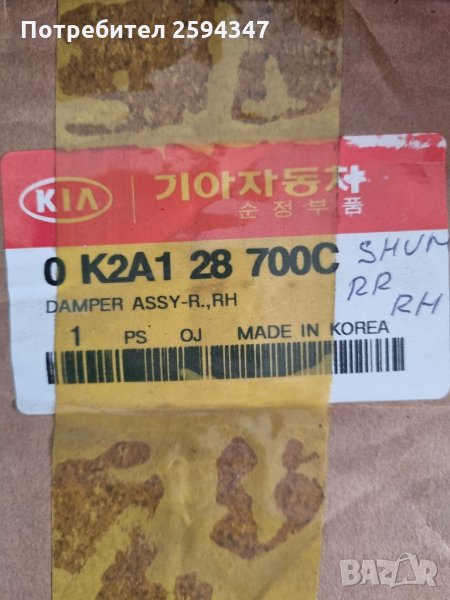 Потребител 2594347
KIA 기아자동차
순정부품
0 K2A1 28 700C
DAMPER ASSY-R.,RH
1 PS OJ MADE IN KOREA
SHUM
RR
RH
BAZAR